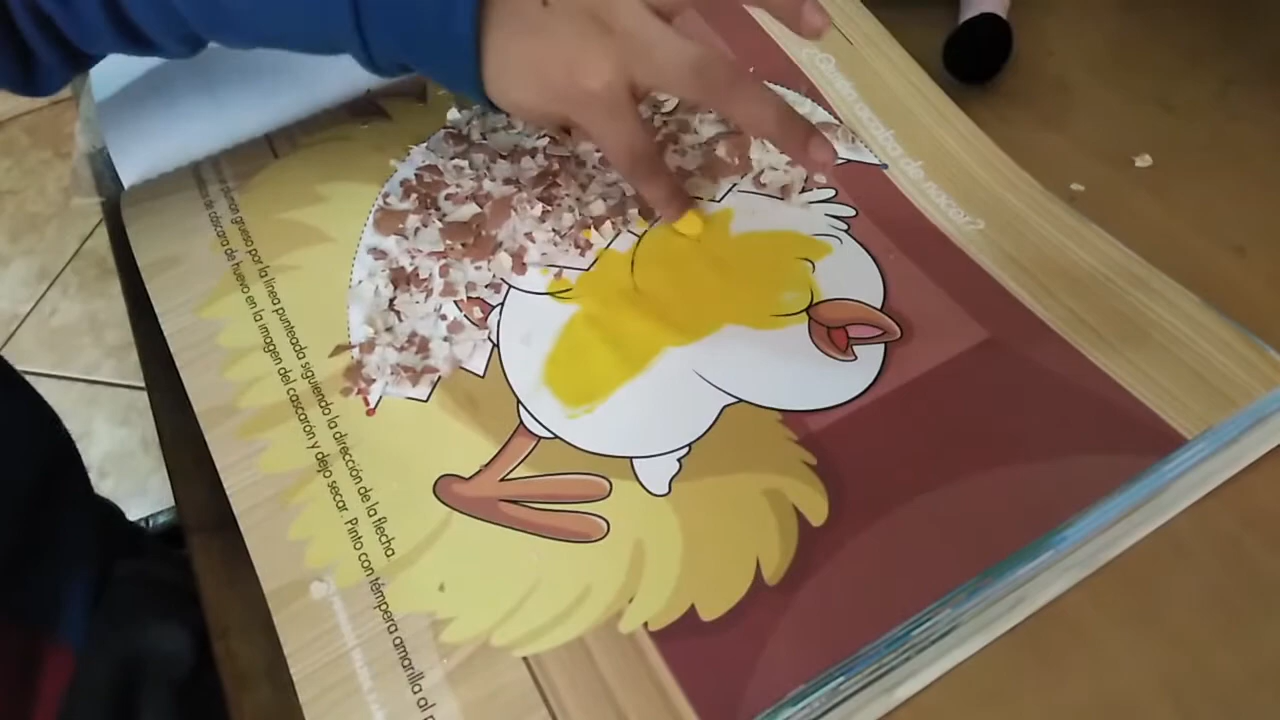 ¿Quién acaba de nacer?
punzón grueso por la línea punteada siguiendo la dirección de la flecha.
de cáscara de huevo en la imagen del cascarón y dejo secar. Pinto con témpera amarilla al